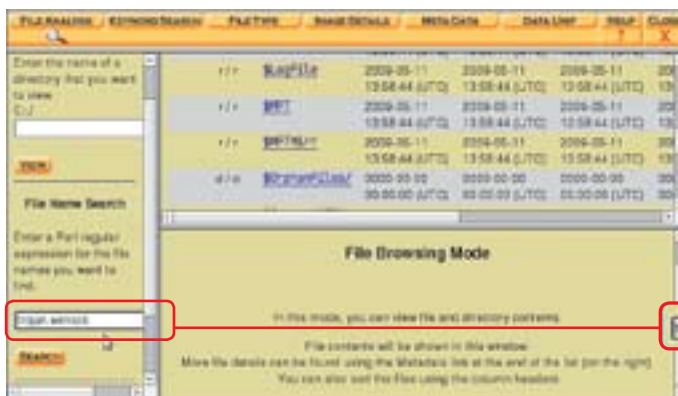 FILE ANALYSIS KEYWORD SEARCH FILE TYPE IMAGE DETAILS META DATA DATA UNIT HELP CLOSE
? X
Enter the name of a
directory that you want
to view.
C:/
VIEW
File Name Search
Enter a Perl regular
expression for the file
names you want to
find.
SEARCH
r / r $LogFile 2009-05-11 2009-05-11 2009-05-11
13:58:44 (UTC) 13:58:44 (UTC) 13:58:44 (UTC)
r / r $MFT 2009-05-11 2009-05-11 2009-05-11
13:58:44 (UTC) 13:58:44 (UTC) 13:58:44 (UTC)
r / r $MFTMirr 2009-05-11 2009-05-11 2009-05-11
13:58:44 (UTC) 13:58:44 (UTC) 13:58:44 (UTC)
d / d $OrphanFiles/ 0000-00-00 0000-00-00 0000-00-00
00:00:00 (UTC) 00:00:00 (UTC) 00:00:00 (UTC)
File Browsing Mode
In this mode, you can view file and directory contents.
File contents will be shown in this window.
More file details can be found using the Metadata link at the end of the list (on the right).
You can also sort the files using the column headers